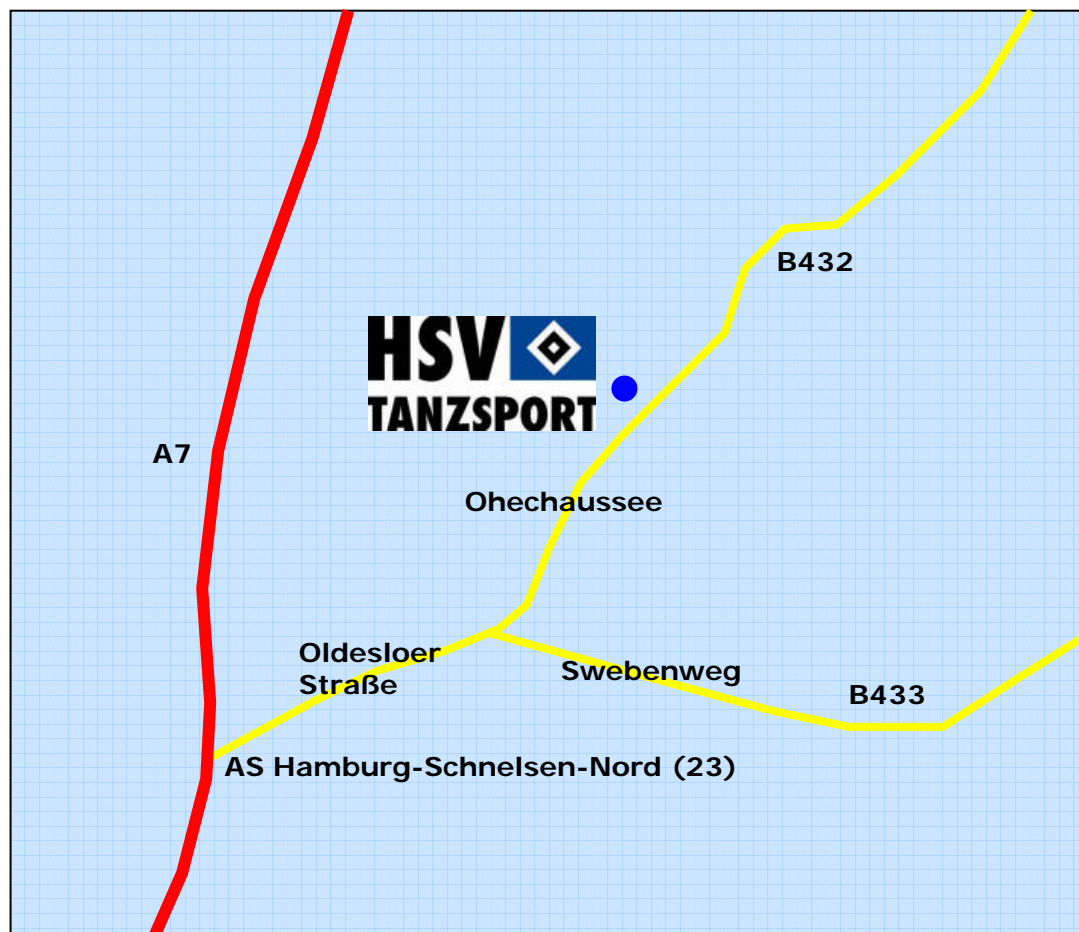 B432
HSV
TANZSPORT
A7
Ohechaussee
Oldesloer
Straße
Swebenweg
B433
AS Hamburg-Schnelsen-Nord (23)